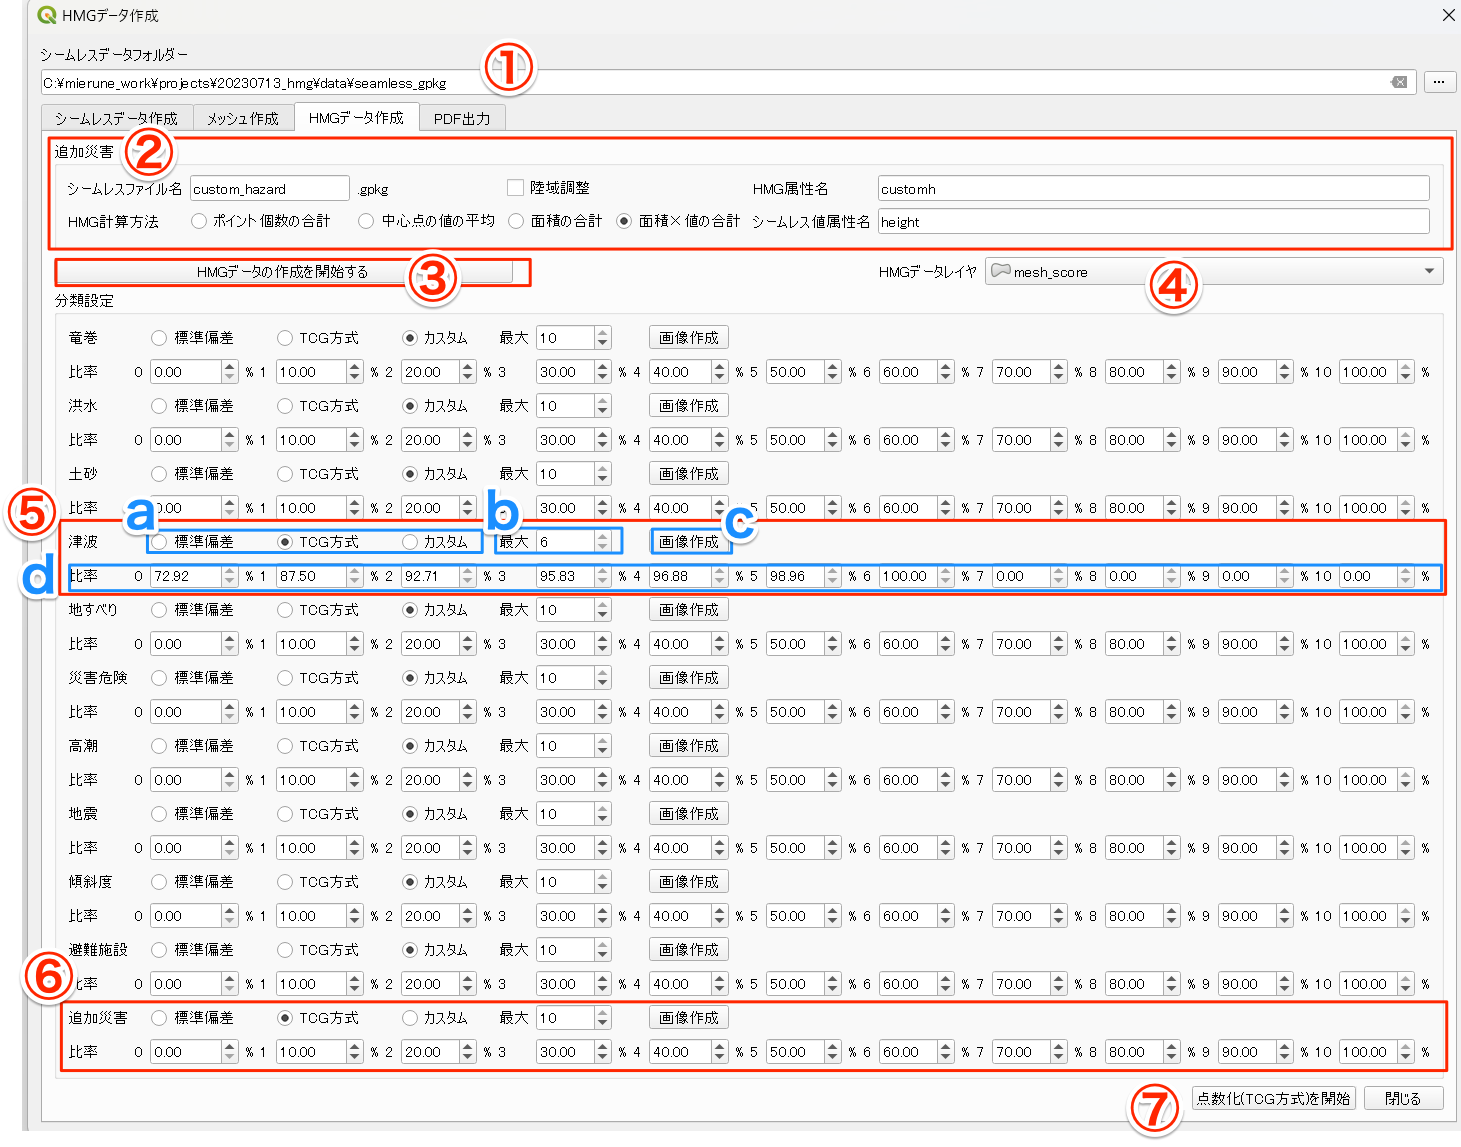 HMGデータ作成
シームレスデータフォルダー
①
C:¥mierune_work¥projects¥20230713_hmg¥data¥seamless_gpkg
...
シームレスデータ作成 メッシュ作成 HMGデータ作成 PDF出力
追加災害 ②
シームレスファイル名 custom_hazard .gpkg 陸域調整 HMG属性名 customh
HMG計算方法 ポイント個数の合計 中心点の値の平均 面積の合計 面積×値の合計 シームレス値属性名 height
HMGデータの作成を開始する ③ HMGデータレイヤ mesh_score ④
分類設定
竜巻 標準偏差 TCG方式 カスタム 最大 10 画像作成
比率 0 0.00 % 1 10.00 % 2 20.00 % 3 30.00 % 4 40.00 % 5 50.00 % 6 60.00 % 7 70.00 % 8 80.00 % 9 90.00 % 10 100.00 %
洪水 標準偏差 TCG方式 カスタム 最大 10 画像作成
比率 0 0.00 % 1 10.00 % 2 20.00 % 3 30.00 % 4 40.00 % 5 50.00 % 6 60.00 % 7 70.00 % 8 80.00 % 9 90.00 % 10 100.00 %
土砂 標準偏差 TCG方式 カスタム 最大 10 画像作成
比率 0.00 % 1 10.00 % 2 20.00 % 30.00 % 4 40.00 % 5 50.00 % 6 60.00 % 7 70.00 % 8 80.00 % 9 90.00 % 10 100.00 %
⑤ a b c
津波 標準偏差 TCG方式 カスタム 最大 6 画像作成
d 比率 0 72.92 % 1 87.50 % 2 92.71 % 3 95.83 % 4 96.88 % 5 98.96 % 6 100.00 % 7 0.00 % 8 0.00 % 9 0.00 % 10 0.00 %
地すべり 標準偏差 TCG方式 カスタム 最大 10 画像作成
比率 0 0.00 % 1 10.00 % 2 20.00 % 3 30.00 % 4 40.00 % 5 50.00 % 6 60.00 % 7 70.00 % 8 80.00 % 9 90.00 % 10 100.00 %
災害危険 標準偏差 TCG方式 カスタム 最大 10 画像作成
比率 0 0.00 % 1 10.00 % 2 20.00 % 3 30.00 % 4 40.00 % 5 50.00 % 6 60.00 % 7 70.00 % 8 80.00 % 9 90.00 % 10 100.00 %
高潮 標準偏差 TCG方式 カスタム 最大 10 画像作成
比率 0 0.00 % 1 10.00 % 2 20.00 % 3 30.00 % 4 40.00 % 5 50.00 % 6 60.00 % 7 70.00 % 8 80.00 % 9 90.00 % 10 100.00 %
地震 標準偏差 TCG方式 カスタム 最大 10 画像作成
比率 0 0.00 % 1 10.00 % 2 20.00 % 3 30.00 % 4 40.00 % 5 50.00 % 6 60.00 % 7 70.00 % 8 80.00 % 9 90.00 % 10 100.00 %
傾斜度 標準偏差 TCG方式 カスタム 最大 10 画像作成
比率 0 0.00 % 1 10.00 % 2 20.00 % 3 30.00 % 4 40.00 % 5 50.00 % 6 60.00 % 7 70.00 % 8 80.00 % 9 90.00 % 10 100.00 %
避難施設 標準偏差 TCG方式 カスタム 最大 10 画像作成
⑥ 比率 0 0.00 % 1 10.00 % 2 20.00 % 3 30.00 % 4 40.00 % 5 50.00 % 6 60.00 % 7 70.00 % 8 80.00 % 9 90.00 % 10 100.00 %
追加災害 標準偏差 TCG方式 カスタム 最大 10 画像作成
比率 0 0.00 % 1 10.00 % 2 20.00 % 3 30.00 % 4 40.00 % 5 50.00 % 6 60.00 % 7 70.00 % 8 80.00 % 9 90.00 % 10 100.00 %
⑦ 点数化(TCG方式)を開始 閉じる